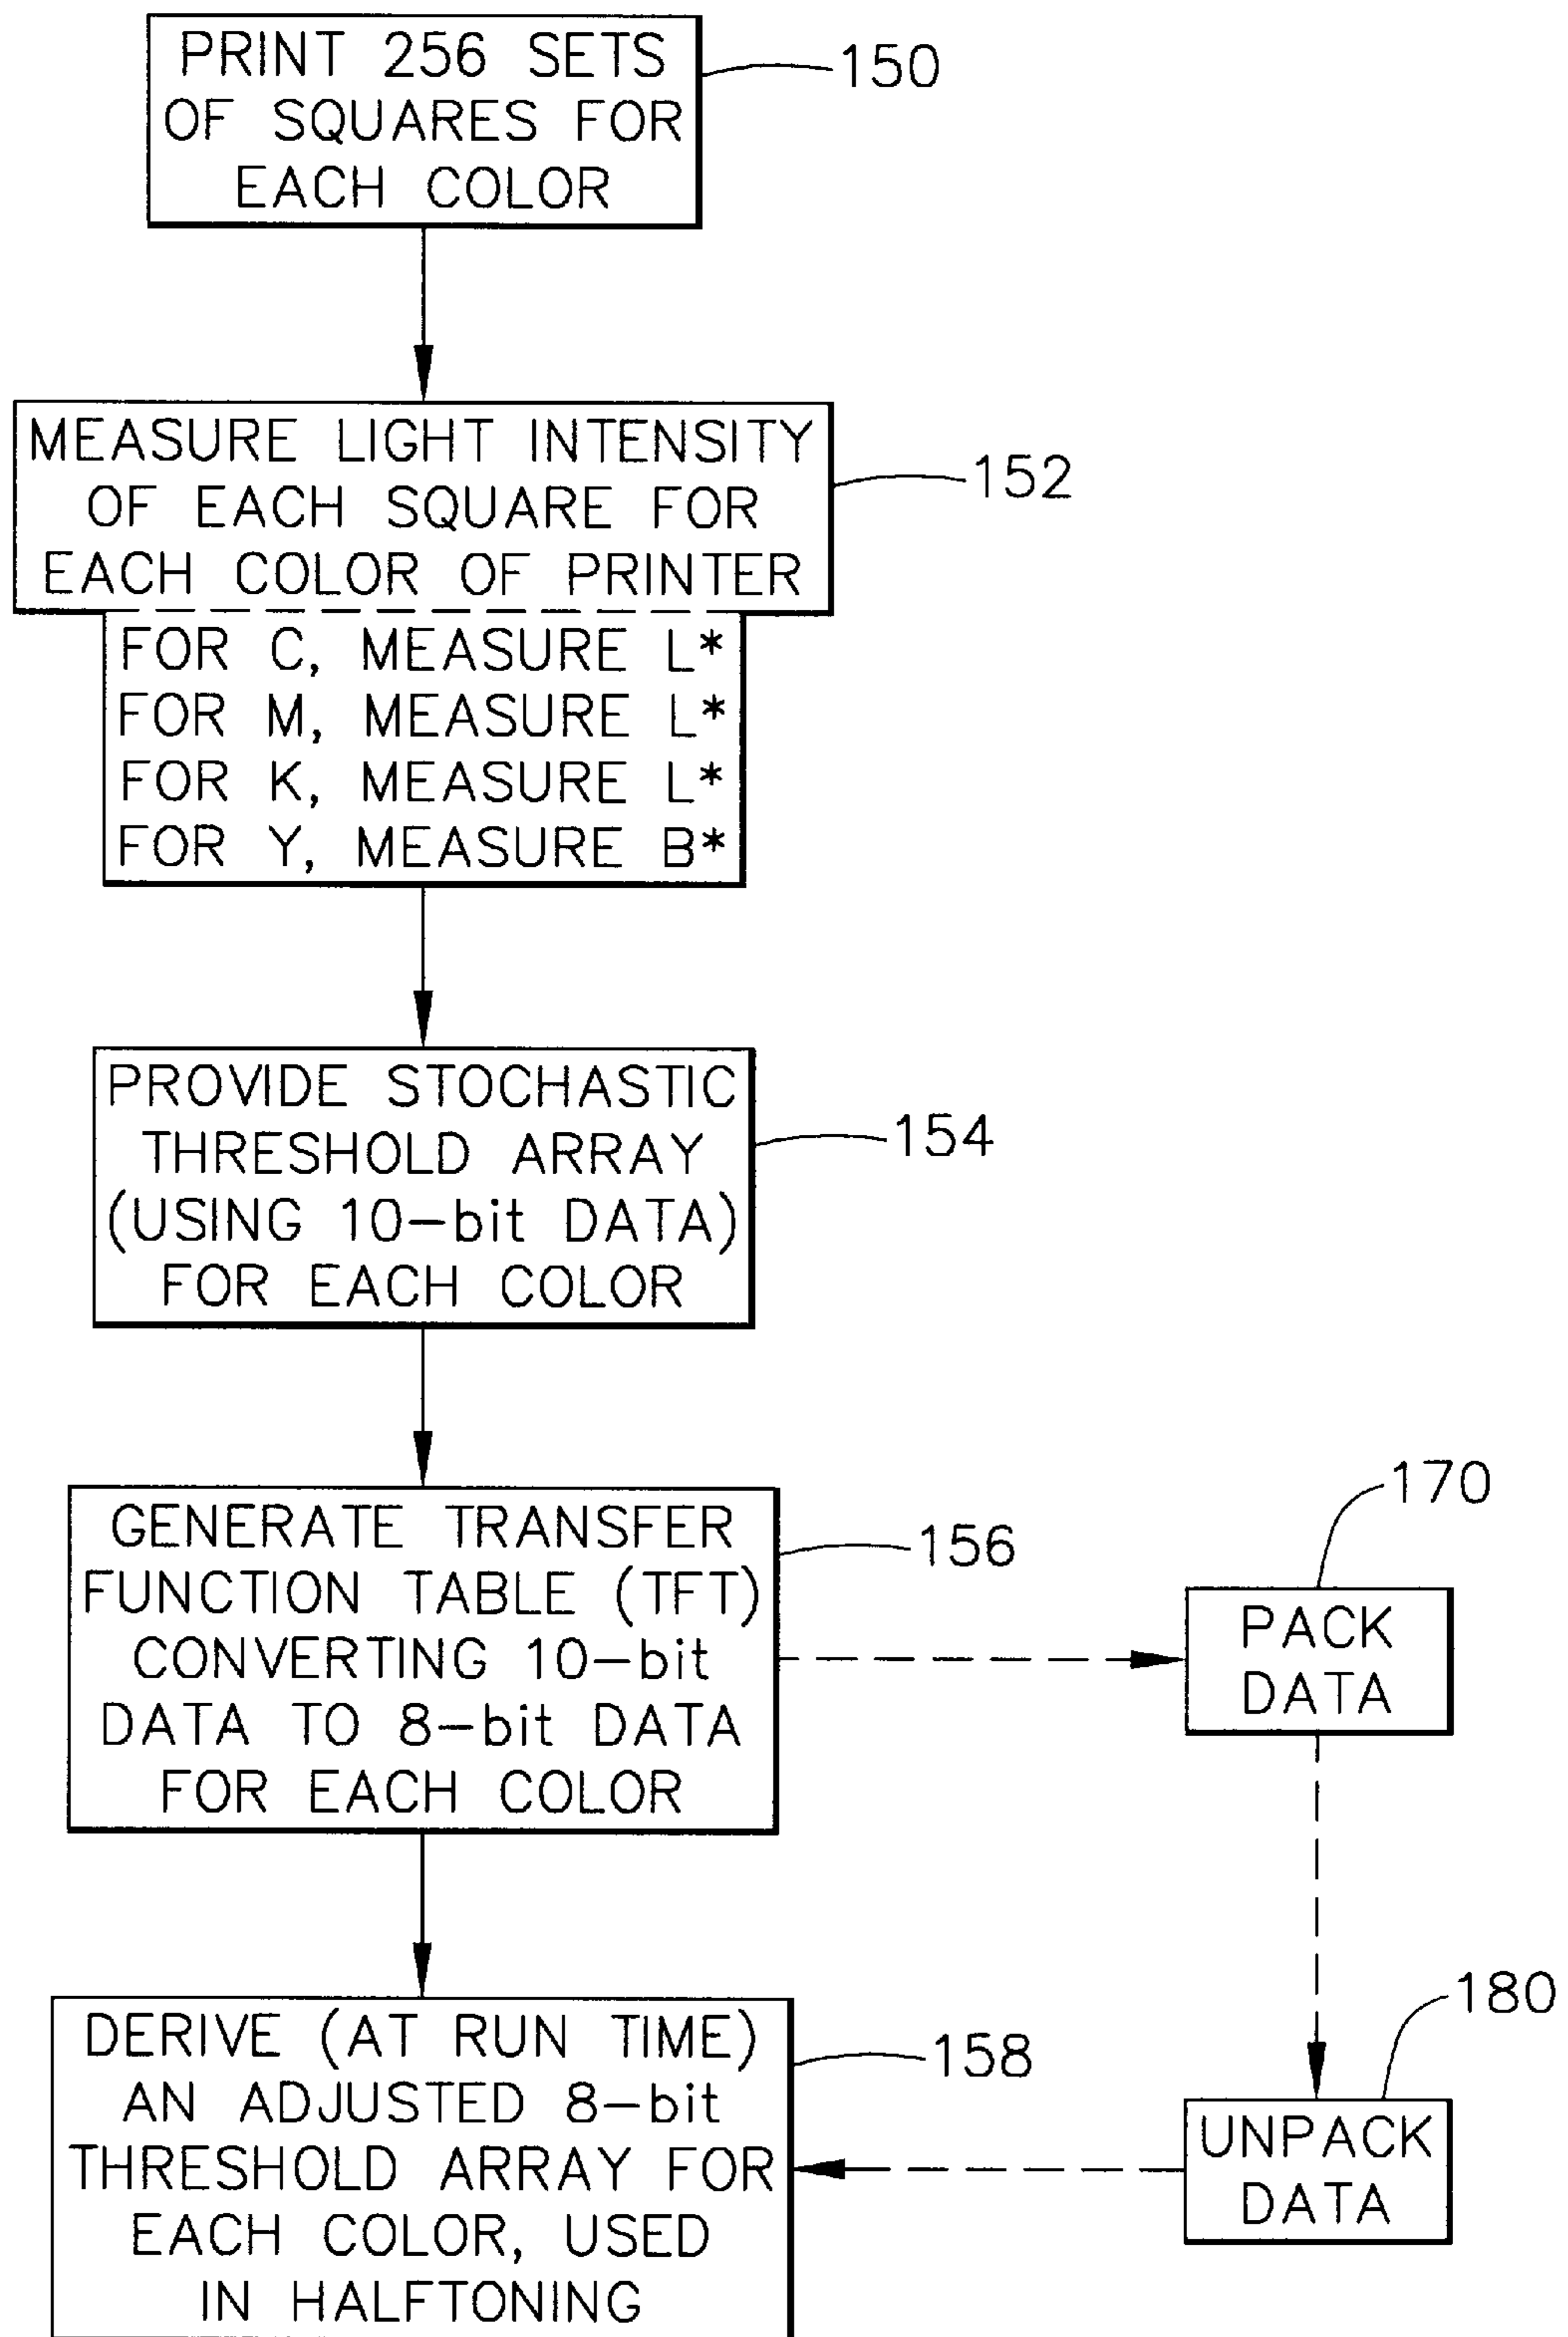 PRINT 256 SETS
OF SQUARES FOR
EACH COLOR
150
MEASURE LIGHT INTENSITY
OF EACH SQUARE FOR
EACH COLOR OF PRINTER
152
FOR C, MEASURE L*
FOR M, MEASURE L*
FOR K, MEASURE L*
FOR Y, MEASURE B*
PROVIDE STOCHASTIC
THRESHOLD ARRAY
(USING 10-bit DATA)
FOR EACH COLOR
154
GENERATE TRANSFER
FUNCTION TABLE (TFT)
CONVERTING 10-bit
DATA TO 8-bit DATA
FOR EACH COLOR
156
170
PACK
DATA
DERIVE (AT RUN TIME)
AN ADJUSTED 8-bit
THRESHOLD ARRAY FOR
EACH COLOR, USED
IN HALFTONING
158
180
UNPACK
DATA